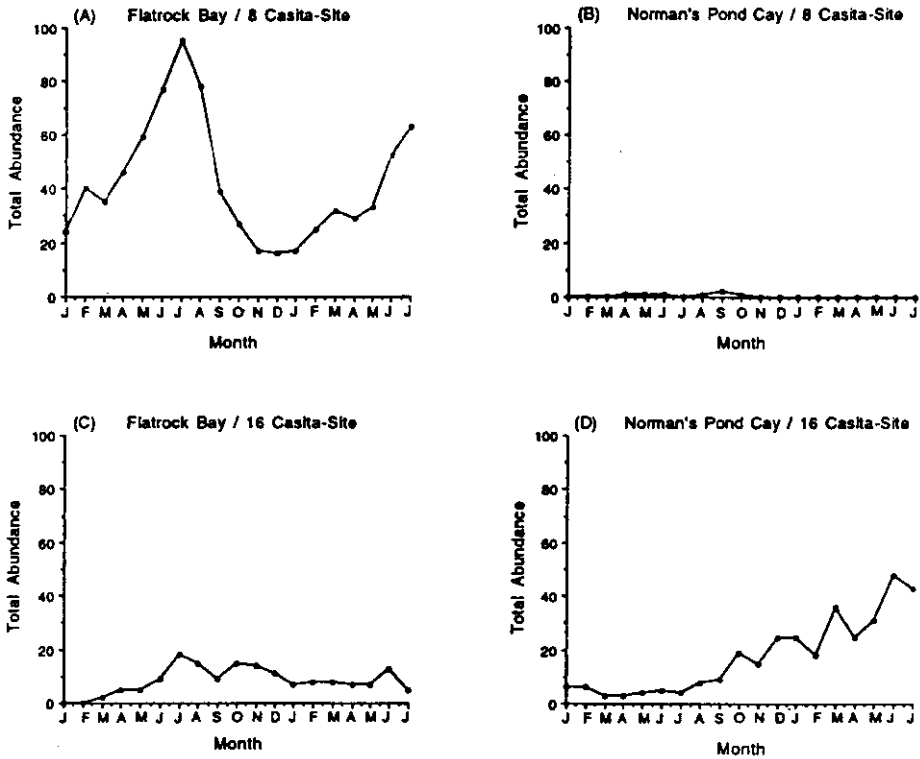 (A) Flatrock Bay / 8 Casita-Site
100
80
60
40
20
0
Total Abundance
J F M A M J J A S O N D J F M A M J J
Month
(B) Norman's Pond Cay / 8 Casita-Site
100
80
60
40
20
0
Total Abundance
J F M A M J J A S O N D J F M A M J J
Month
(C) Flatrock Bay / 16 Casita-Site
100
80
60
40
20
0
Total Abundance
J F M A M J J A S O N D J F M A M J J
Month
(D) Norman's Pond Cay / 16 Casita-Site
100
80
60
40
20
0
Total Abundance
J F M A M J J A S O N D J F M A M J J
Month